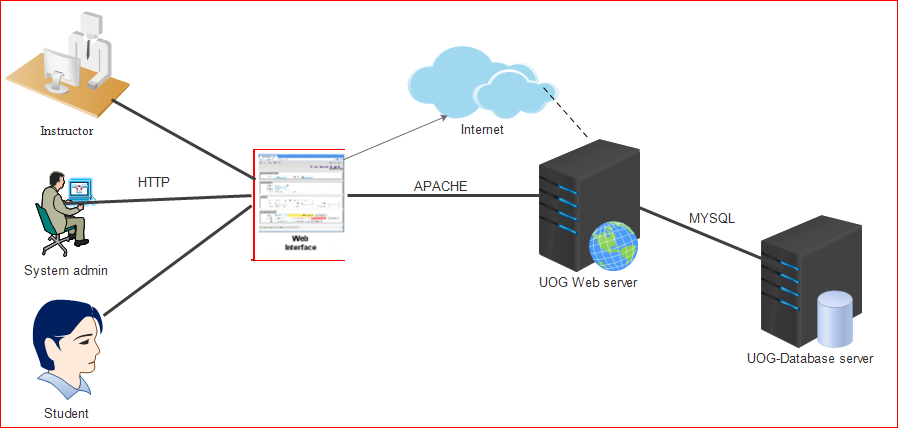 Instructor
HTTP
System admin
Student
Web
Interface
Internet
APACHE
UOG Web server
MYSQL
UOG-Database server